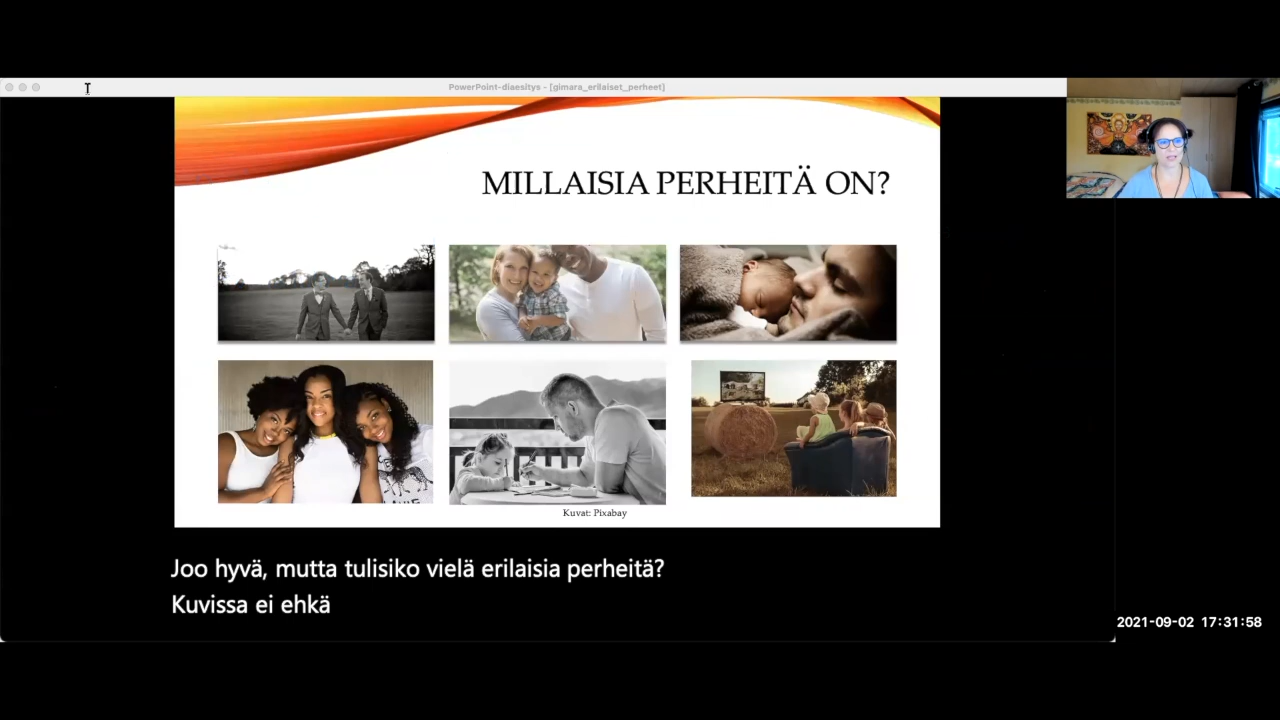 PowerPoint-diaesitys - [gimara_erilaiset_perheet]
MILLAISIA PERHEITÄ ON?
Kuvat: Pixabay
Joo hyvä, mutta tulisiko vielä erilaisia perheitä?
Kuvissa ei ehkä
2021-09-02 17:31:58